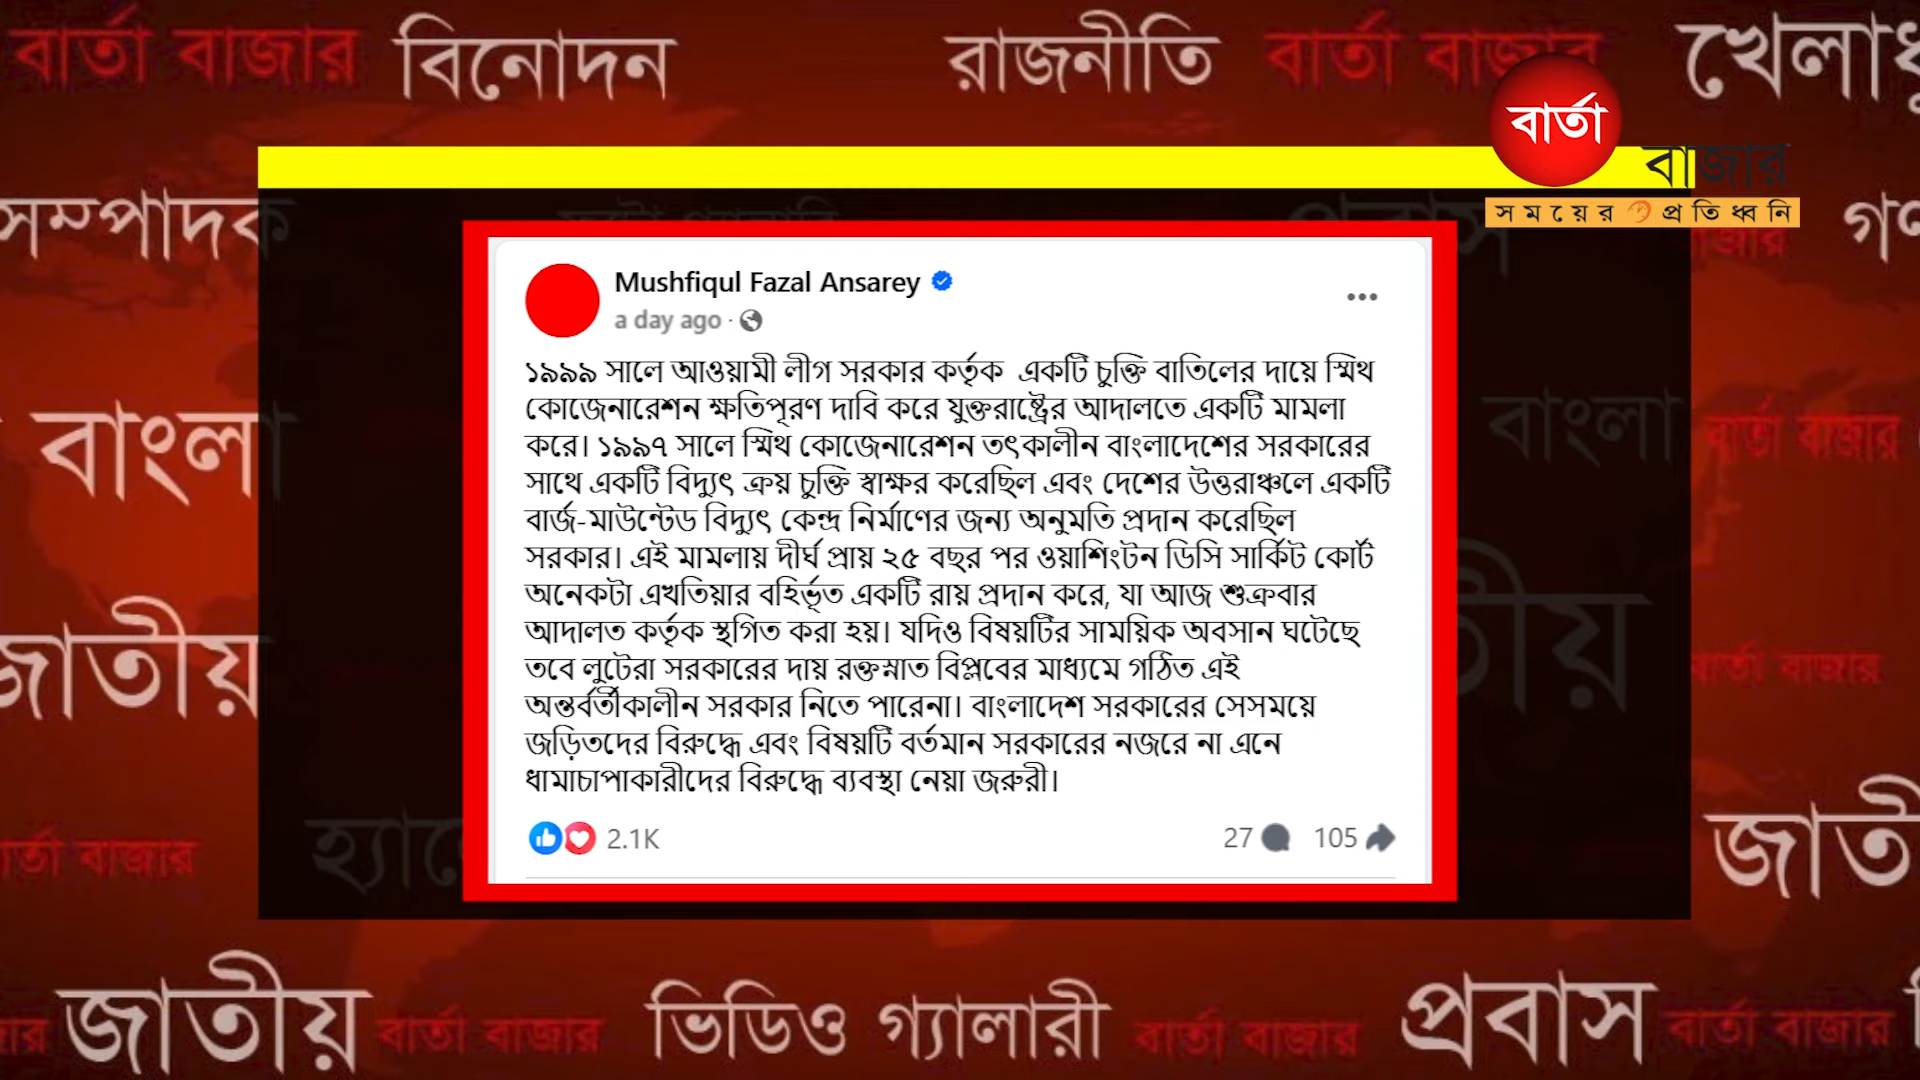 বার্তা বাজার বিনোদন রাজনীতি বার্তা বাজার
বার্তা
বাজার
সময়ের প্রতিধ্বনি
সম্পাদক
Mushfiqul Fazal Ansarey
a day ago ·
১৯৯৯ সালে আওয়ামী লীগ সরকার কর্তৃক একটি চুক্তি বাতিলের দায়ে স্মিথ
কোজেনারেশন ক্ষতিপূরণ দাবি করে যুক্তরাষ্ট্রের আদালতে একটি মামলা
করে। ১৯৯৭ সালে স্মিথ কোজেনারেশন তৎকালীন বাংলাদেশের সরকারের
সাথে একটি বিদ্যুৎ ক্রয় চুক্তি স্বাক্ষর করেছিল এবং দেশের উত্তরাঞ্চলে একটি
বার্জ-মাউন্টেড বিদ্যুৎ কেন্দ্র নির্মাণের জন্য অনুমতি প্রদান করেছিল
সরকার। এই মামলায় দীর্ঘ প্রায় ২৫ বছর পর ওয়াশিংটন ডিসি সার্কিট কোর্ট
অনেকটা এখতিয়ার বহির্ভূত একটি রায় প্রদান করে, যা আজ শুক্রবার
আদালত কর্তৃক স্থগিত করা হয়। যদিও বিষয়টির সাময়িক অবসান ঘটেছে
তবে লুটেরা সরকারের দায় রক্তস্নাত বিপ্লবের মাধ্যমে গঠিত এই
অন্তর্বর্তীকালীন সরকার নিতে পারেনা। বাংলাদেশ সরকারের সেসময়ে
জড়িতদের বিরুদ্ধে এবং বিষয়টি বর্তমান সরকারের নজরে না এনে
ধামাচাপাকারীদের বিরুদ্ধে ব্যবস্থা নেয়া জরুরী।
2.1K 27 105
বাংলা বাংলা বার্তা বাজার
জাতীয় বার্তা বাজার
বার্তা বাজার জাতী
জাতীয় বার্তা বাজার ভিডিও গ্যালারী বার্তা বাজার প্রবাস বার্তা বাজার